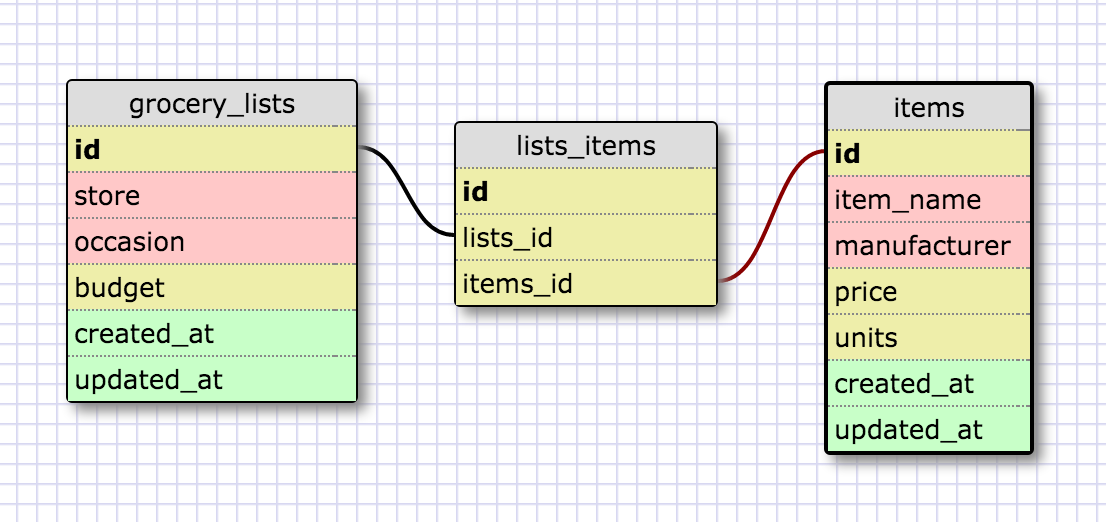 grocery_lists
id
store
occasion
budget
created_at
updated_at
lists_items
id
lists_id
items_id
items
id
item_name
manufacturer
price
units
created_at
updated_at